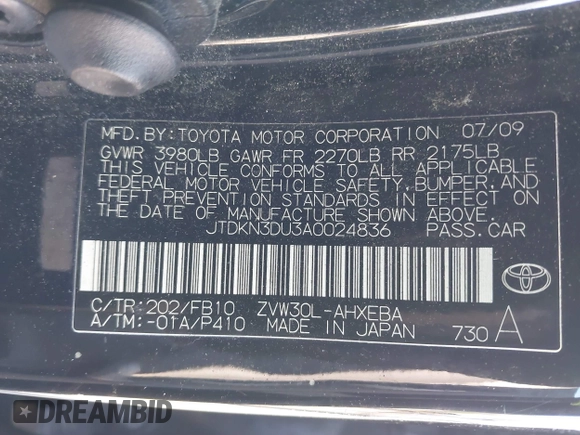 MFD.BY:TOYOTA MOTOR CORPORATION 07/09
GVWR 3980LB GAWR FR 2270LB RR 2175LB
THIS VEHICLE CONFORMS TO ALL APPLICABLE
FEDERAL MOTOR VEHICLE SAFETY,BUMPER,AND
THEFT PREVENTION STANDARDS IN EFFECT ON
THE DATE OF MANUFACTURE SHOWN ABOVE.
JTDKN3DU3A0024836 PASS.CAR
C/TR:202/FB10 ZVW30L-AHXEBA
A/TM:-01A/P410 MADE IN JAPAN 730 A
DREAMBID